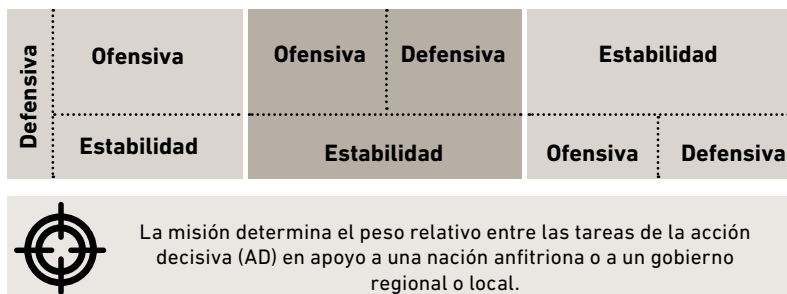 Defensiva
Ofensiva
Estabilidad
Ofensiva
Defensiva
Estabilidad
Estabilidad
Ofensiva
Defensiva
La misión determina el peso relativo entre las tareas de la acción
decisiva (AD) en apoyo a una nación anfitriona o a un gobierno
regional o local.